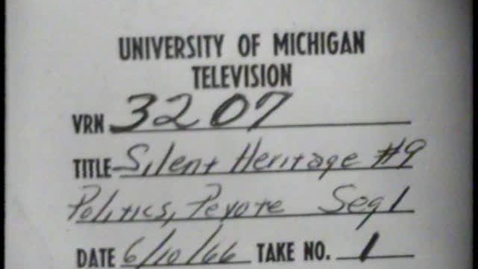 UNIVERSITY OF MICHIGAN
TELEVISION
VRN 3207
TITLE Silent Heritage #9
Politics, Peyote Seg 1
DATE 6/10/66 TAKE NO. 1